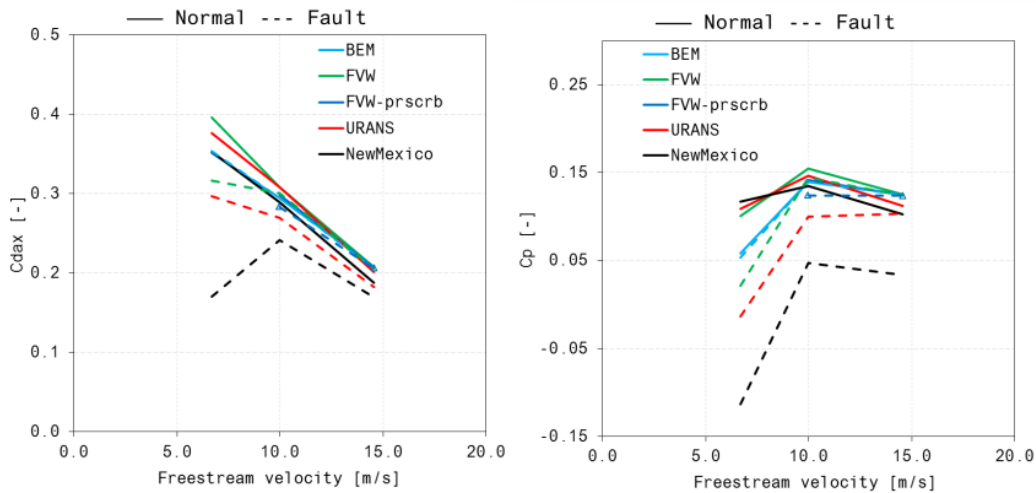 Normal Fault
0.5
BEM
FVW
FVW-prscrb
URANS
NewMexico
0.4
0.3
0.2
0.1
0.0
Cdax [-]
0.0 5.0 10.0 15.0 20.0
Freestream velocity [m/s]
Normal Fault
BEM
FVW
FVW-prscrb
URANS
NewMexico
0.25
0.15
0.05
-0.05
-0.15
Cp [-]
0.0 5.0 10.0 15.0 20.0
Freestream velocity [m/s]